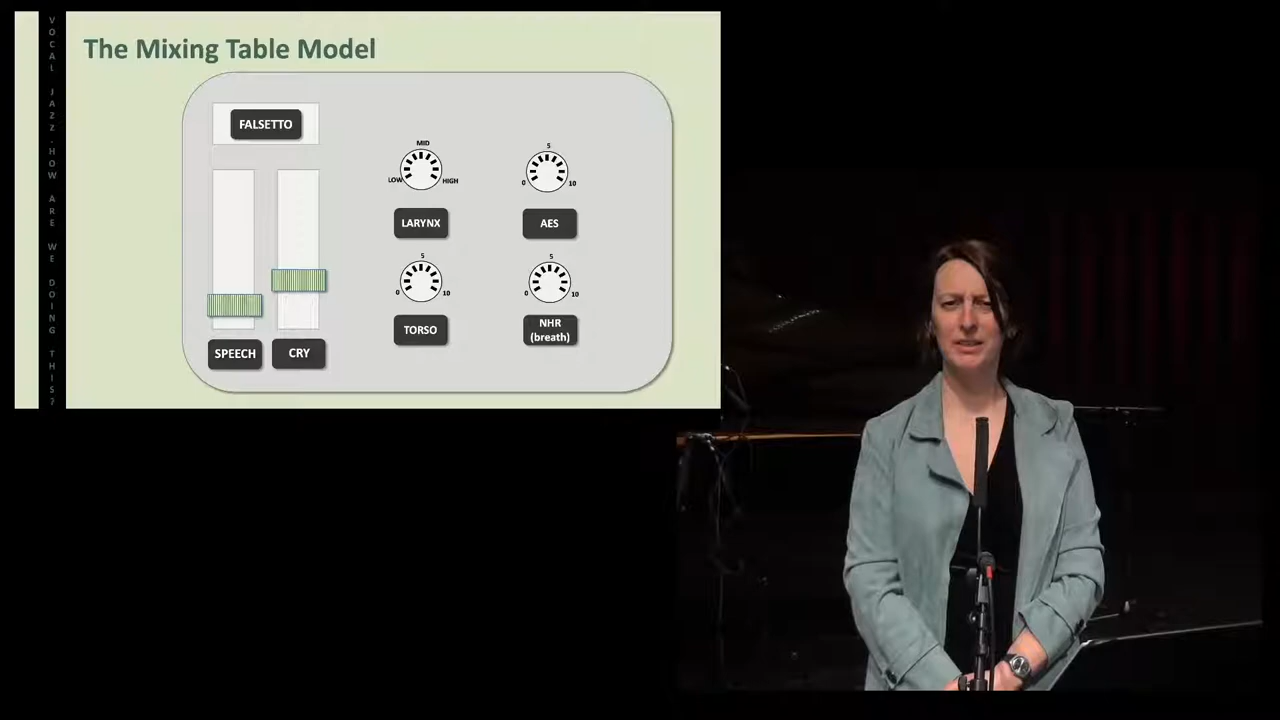 VOCAL JAZZ. HOW ARE WE DOING THIS?
The Mixing Table Model
FALSETTO
SPEECH
CRY
LOW
MID
HIGH
LARYNX
0
5
10
AES
0
5
10
TORSO
0
5
10
NHR
(breath)